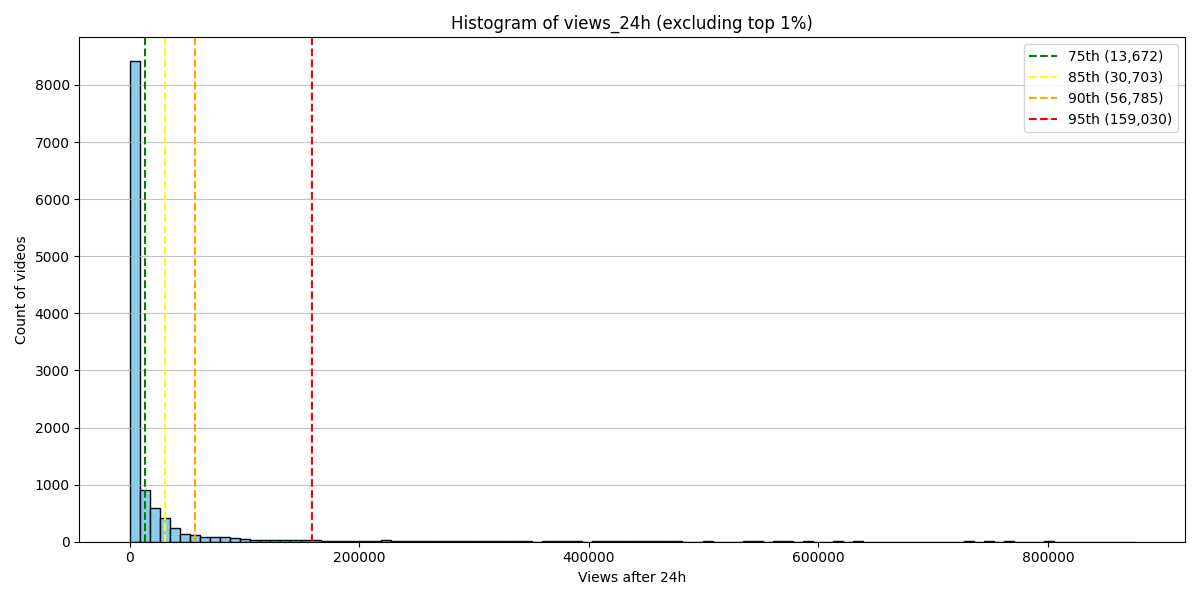 Histogram of views_24h (excluding top 1%)
75th (13,672)
85th (30,703)
90th (56,785)
95th (159,030)
Count of videos
8000
7000
6000
5000
4000
3000
2000
1000
0
0 200000 400000 600000 800000
Views after 24h